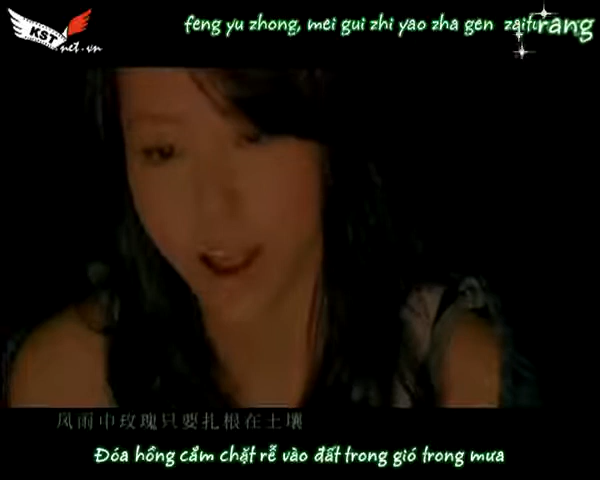 feng yu zhong, mei gui zhi yao zha gen zai rang
KST
net.vn
风雨中玫瑰只要扎根在土壤
Đóa hồng cắm chặt rễ vào đất trong gió trong mưa